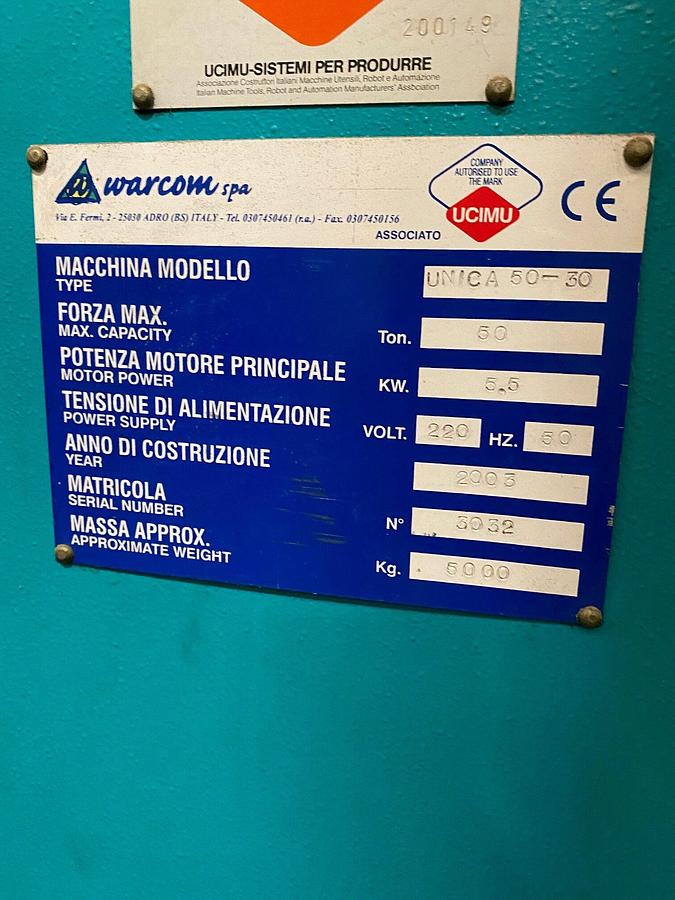 200149
UCIMU-SISTEMI PER PRODURRE
Associazione Costruttori Italiani Macchine Utensili, Robot e Automazione
Italian Machine Tools, Robot and Automation Manufacturers' Association
warcom spa
Via E. Fermi, 2 - 25030 ADRO (BS) ITALY - Tel. 0307450461 (r.a.) - Fax. 0307450156
ASSOCIATO
COMPANY
AUTORISED TO USE
THE MARK
UCIMU
CE
MACCHINA MODELLO
TYPE
UNICA 50-30
FORZA MAX.
MAX. CAPACITY
Ton. 50
POTENZA MOTORE PRINCIPALE
MOTOR POWER
KW. 5,5
TENSIONE DI ALIMENTAZIONE
POWER SUPPLY
VOLT. 220 HZ. 60
ANNO DI COSTRUZIONE
YEAR
2003
MATRICOLA
SERIAL NUMBER
N° 3032
MASSA APPROX.
APPROXIMATE WEIGHT
Kg. 5000